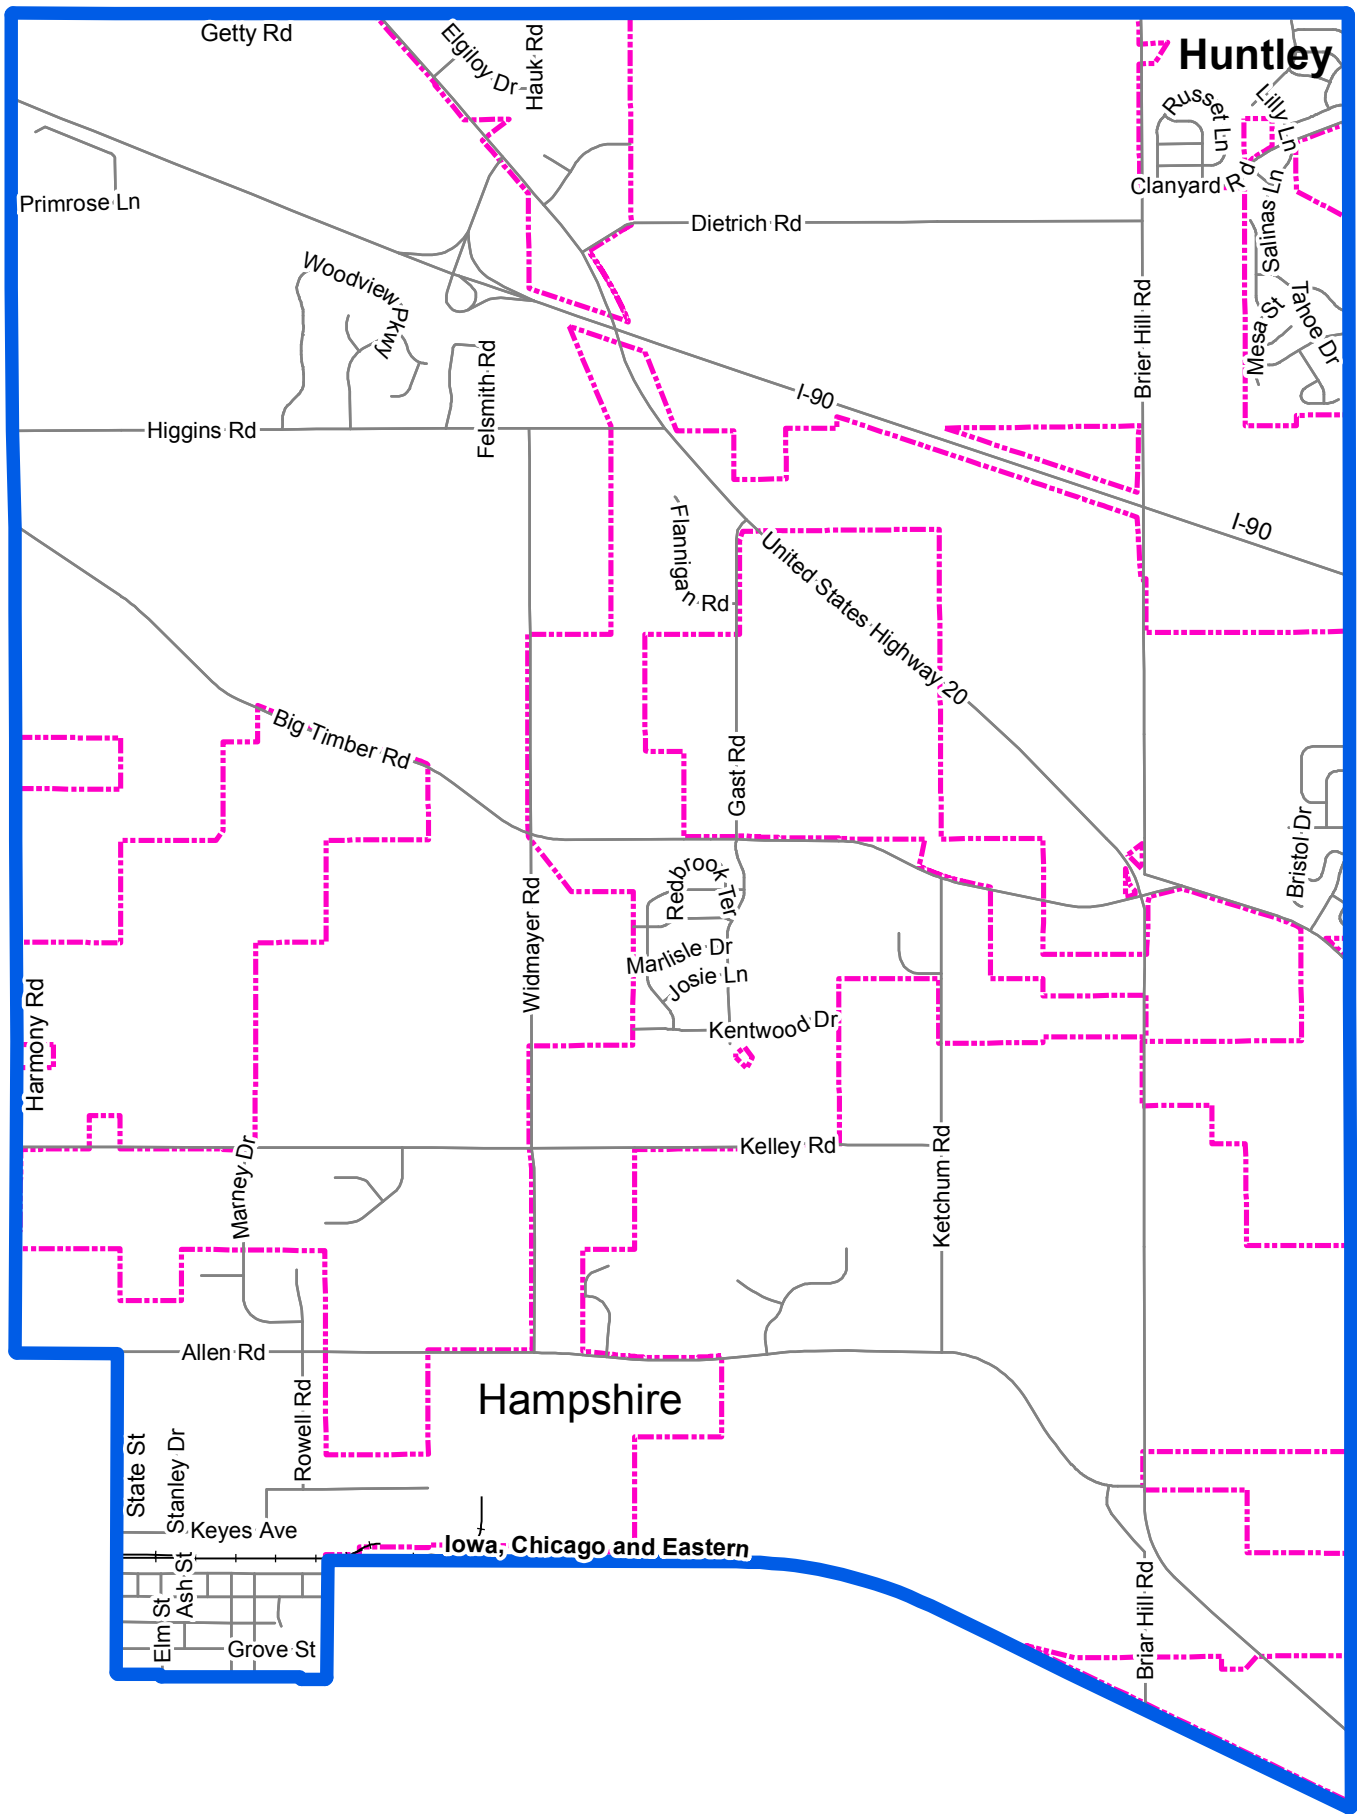 Getty Rd
Elgiloy Dr
Hauk Rd
Huntley
Russet Ln
Lilly Ln
Clanyard Rd
Primrose Ln
Dietrich Rd
Salinas Ln
Woodview Pkwy
Brier Hill Rd
Mesa St
Tahoe Dr
Felsmith Rd
I-90
Higgins Rd
Flannigan Rd
United States Highway 20
I-90
Big Timber Rd
Gast Rd
Bristol Dr
Redbrook Ter
Widmayer Rd
Marlisle Dr
Josie Ln
Kentwood Dr
Harmony Rd
Kelley Rd
Marney Dr
Ketchum Rd
Allen Rd
Hampshire
Rowell Rd
State St
Stanley Dr
Keyes Ave
Iowa, Chicago and Eastern
Ash St
Elm St
Grove St
Briar Hill Rd